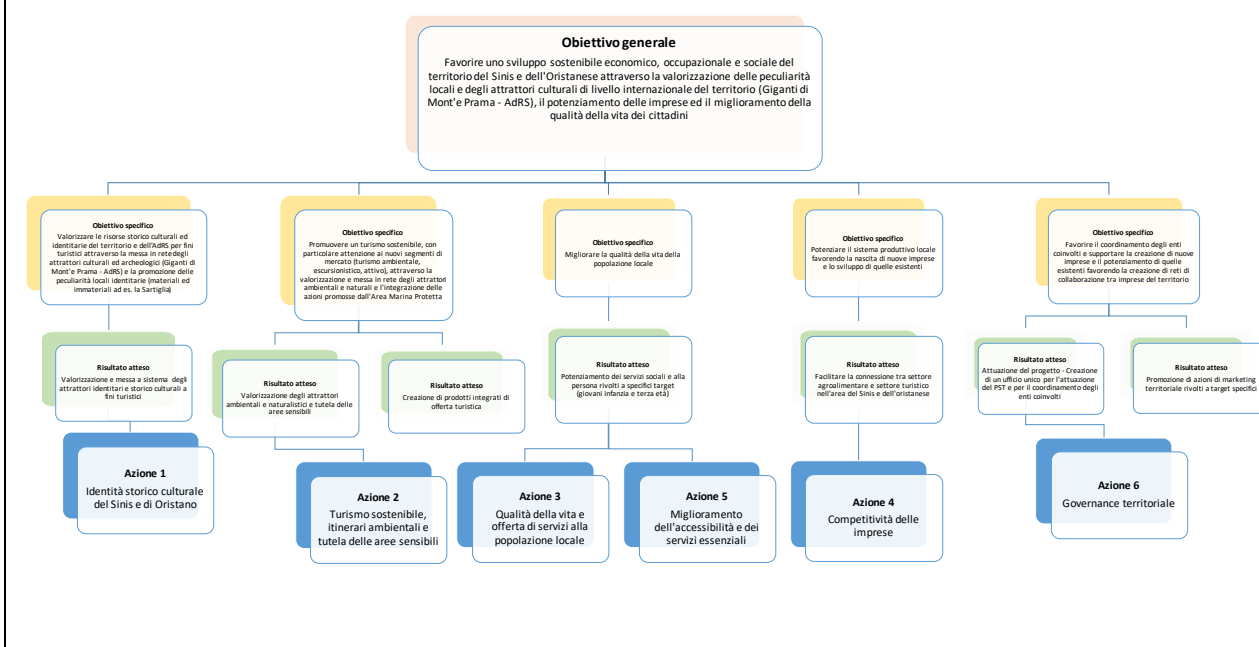 Obiettivo generale
Favorire uno sviluppo sostenibile economico, occupazionale e sociale del
territorio del Sinis e dell'Oristanese attraverso la valorizzazione delle peculiarità
locali e degli attrattori culturali di livello internazionale del territorio (Giganti di
Mont'e Prama - AdRS), il potenziamento delle imprese ed il miglioramento della
qualità della vita dei cittadini
Obiettivo specifico
Valorizzare le risorse storico culturali ed
identitarie del territorio e dell'AdRS per fini
turistici attraverso la messa in rete degli
attrattori culturali ed archeologici (Giganti di
Mont'e Prama - AdRS) e la promozione delle
peculiarità locali identitarie (materiali ed
immateriali ad es. la Sartiglia)
Obiettivo specifico
Promuovere un turismo sostenibile, con
particolare attenzione ai nuovi segmenti di
mercato (turismo ambientale,
escursionistico, attivo), attraverso la
valorizzazione e messa in rete degli attrattori
ambientali e naturali e l'integrazione delle
azioni promosse dall'Area Marina Protetta
Obiettivo specifico
Migliorare la qualità della vita della
popolazione locale
Obiettivo specifico
Potenziare il sistema produttivo locale
favorendo la nascita di nuove imprese
e lo sviluppo di quelle esistenti
Obiettivo specifico
Favorire il coordinamento degli enti
coinvolti e supportare la creazione di nuove
imprese e il potenziamento di quelle
esistenti favorendo la creazione di reti di
collaborazione tra imprese del territorio
Risultato atteso
Valorizzazione e messa a sistema degli
attrattori identitari e storico culturali a
fini turistici
Risultato atteso
Valorizzazione degli attrattori
ambientali e naturalistici e tutela delle
aree sensibili
Risultato atteso
Creazione di prodotti integrati di
offerta turistica
Risultato atteso
Potenziamento dei servizi sociali e alla
persona rivolti a specifici target
(giovani infanzia e terza età)
Risultato atteso
Facilitare la connessione tra settore
agroalimentare e settore turistico
nell'area del Sinis e dell'oristanese
Risultato atteso
Attuazione del progetto - Creazione
di un ufficio unico per l'attuazione
del PST e per il coordinamento degli
enti coinvolti
Risultato atteso
Promozione di azioni di marketing
territoriale rivolti a target specifici
Azione 1
Identità storico culturale
del Sinis e di Oristano
Azione 2
Turismo sostenibile,
itinerari ambientali e
tutela delle aree sensibili
Azione 3
Qualità della vita e
offerta di servizi alla
popolazione locale
Azione 5
Miglioramento
dell'accessibilità e dei
servizi essenziali
Azione 4
Competitività delle
imprese
Azione 6
Governance territoriale